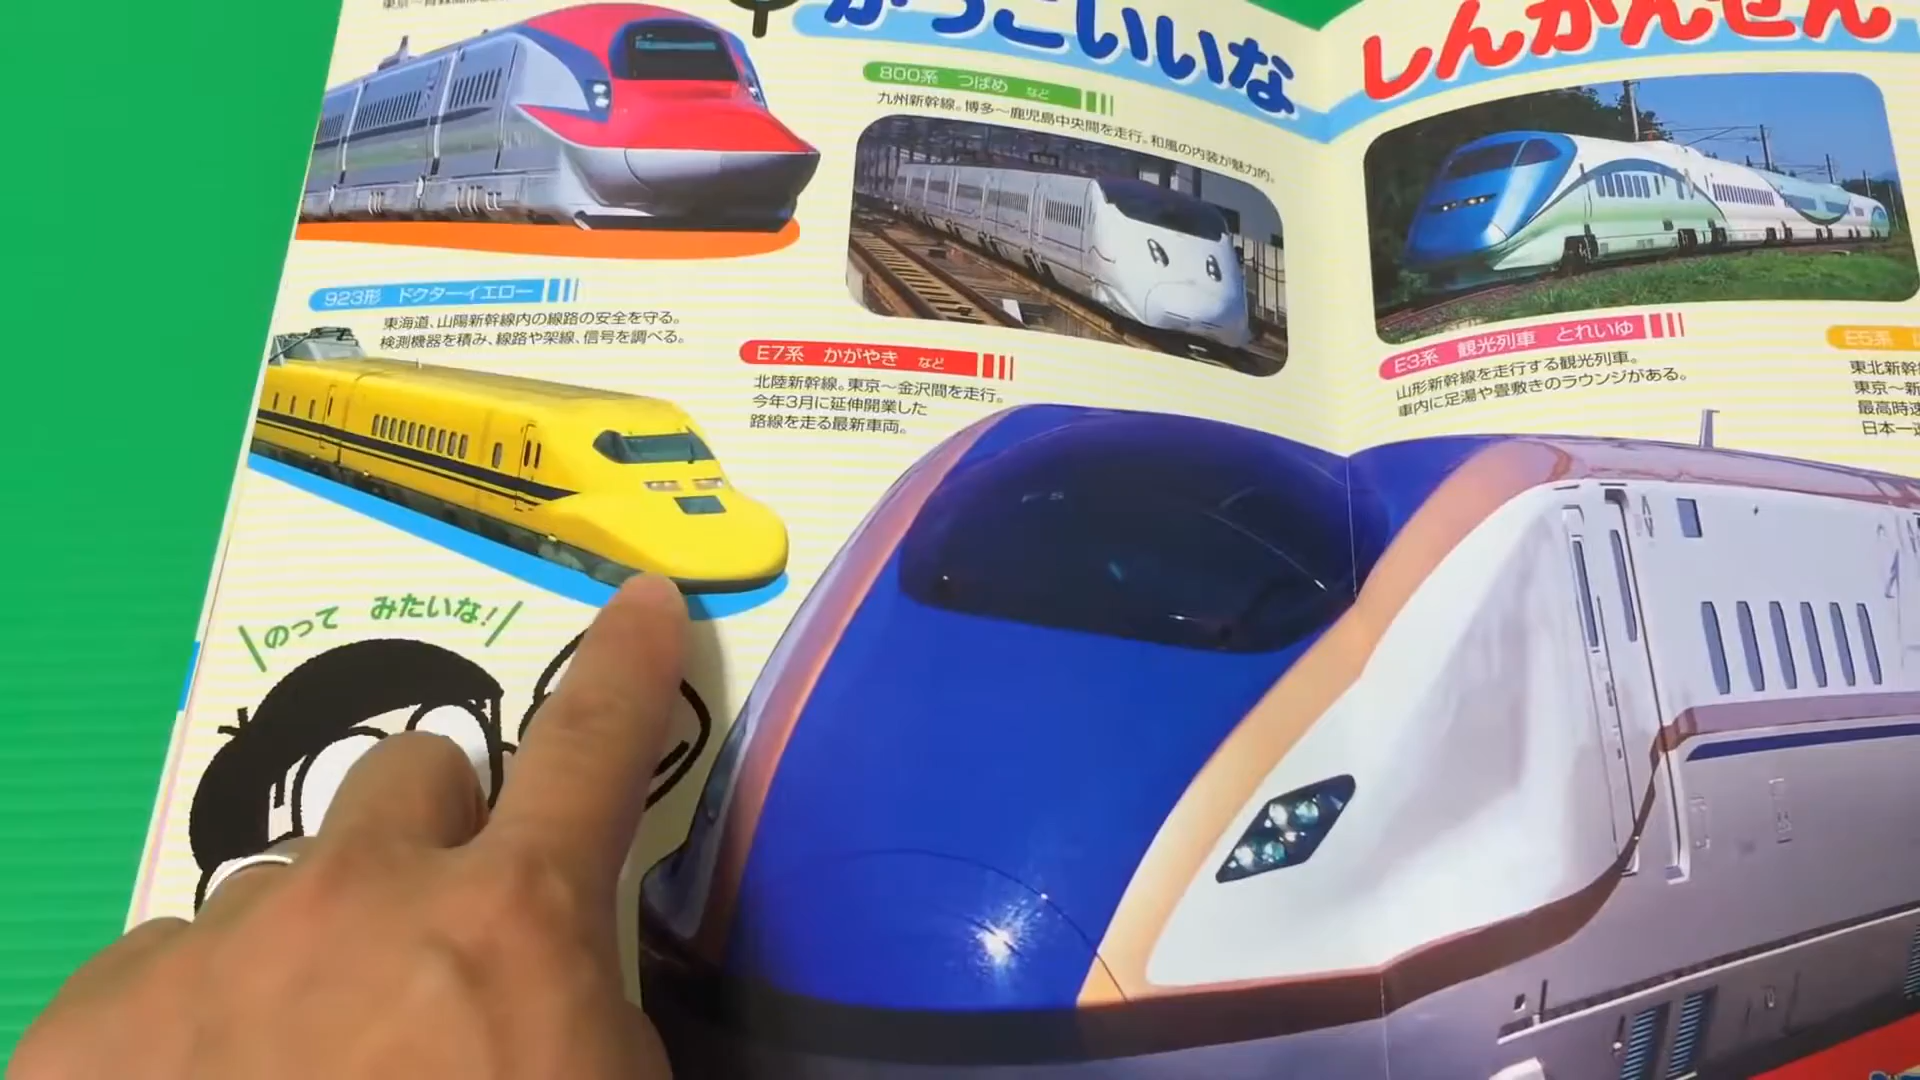 かっこいいな
しんかんせん
800系 つばめ など
九州新幹線。博多〜鹿児島中央間を走行。和風の内装が魅力的。
923形 ドクターイエロー
東海道、山陽新幹線内の線路の安全を守る。
検測機器を積み、線路や架線、信号を調べる。
E7系 かがやき など
北陸新幹線。東京〜金沢間を走行。
今年3月に延伸開業した
路線を走る最新車両。
E3系 観光列車 とれいゆ
山形新幹線を走行する観光列車。
車内に足湯や畳敷きのラウンジがある。
E5系
東北新幹
東京〜新
最高時速
日本一
のって みたいな!